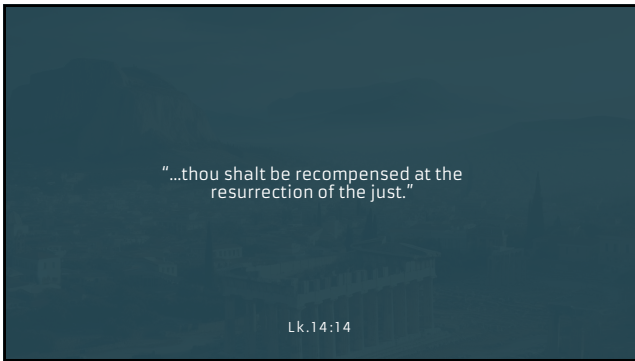 “...thou shalt be recompensed at the
resurrection of the just.”
Lk.14:14